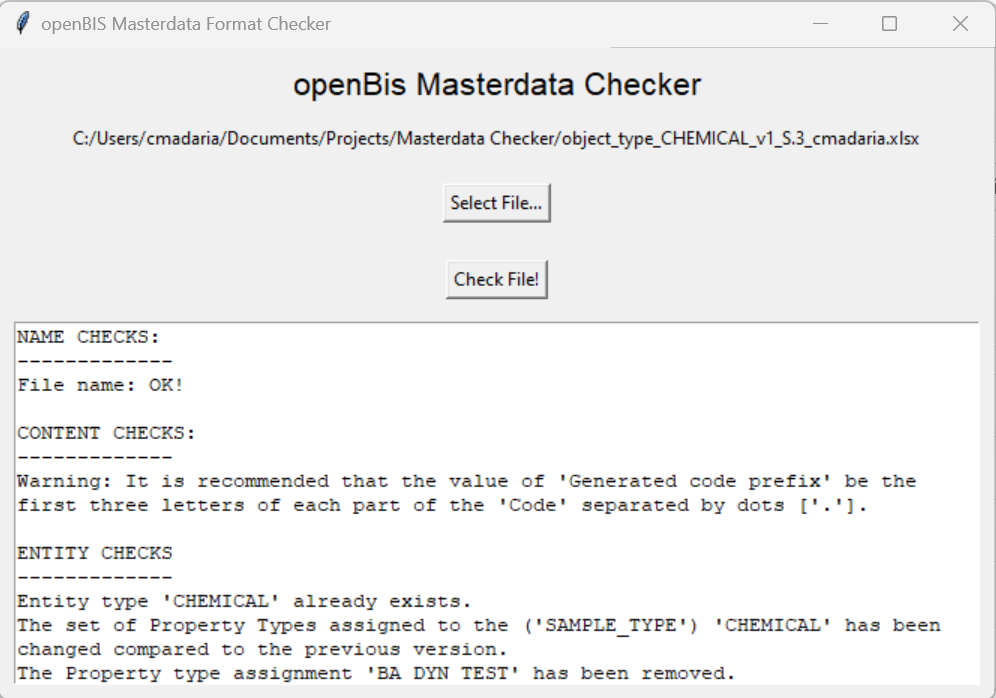 openBIS Masterdata Format Checker
openBis Masterdata Checker
C:/Users/cmadaria/Documents/Projects/Masterdata Checker/object_type_CHEMICAL_v1_S.3_cmadaria.xlsx
Select File...
Check File!
NAME CHECKS:
-------------
File name: OK!
CONTENT CHECKS:
-------------
Warning: It is recommended that the value of 'Generated code prefix' be the
first three letters of each part of the 'Code' separated by dots ['.'].
ENTITY CHECKS
-------------
Entity type 'CHEMICAL' already exists.
The set of Property Types assigned to the ('SAMPLE_TYPE') 'CHEMICAL' has been
changed compared to the previous version.
The Property type assignment 'BA DYN TEST' has been removed.